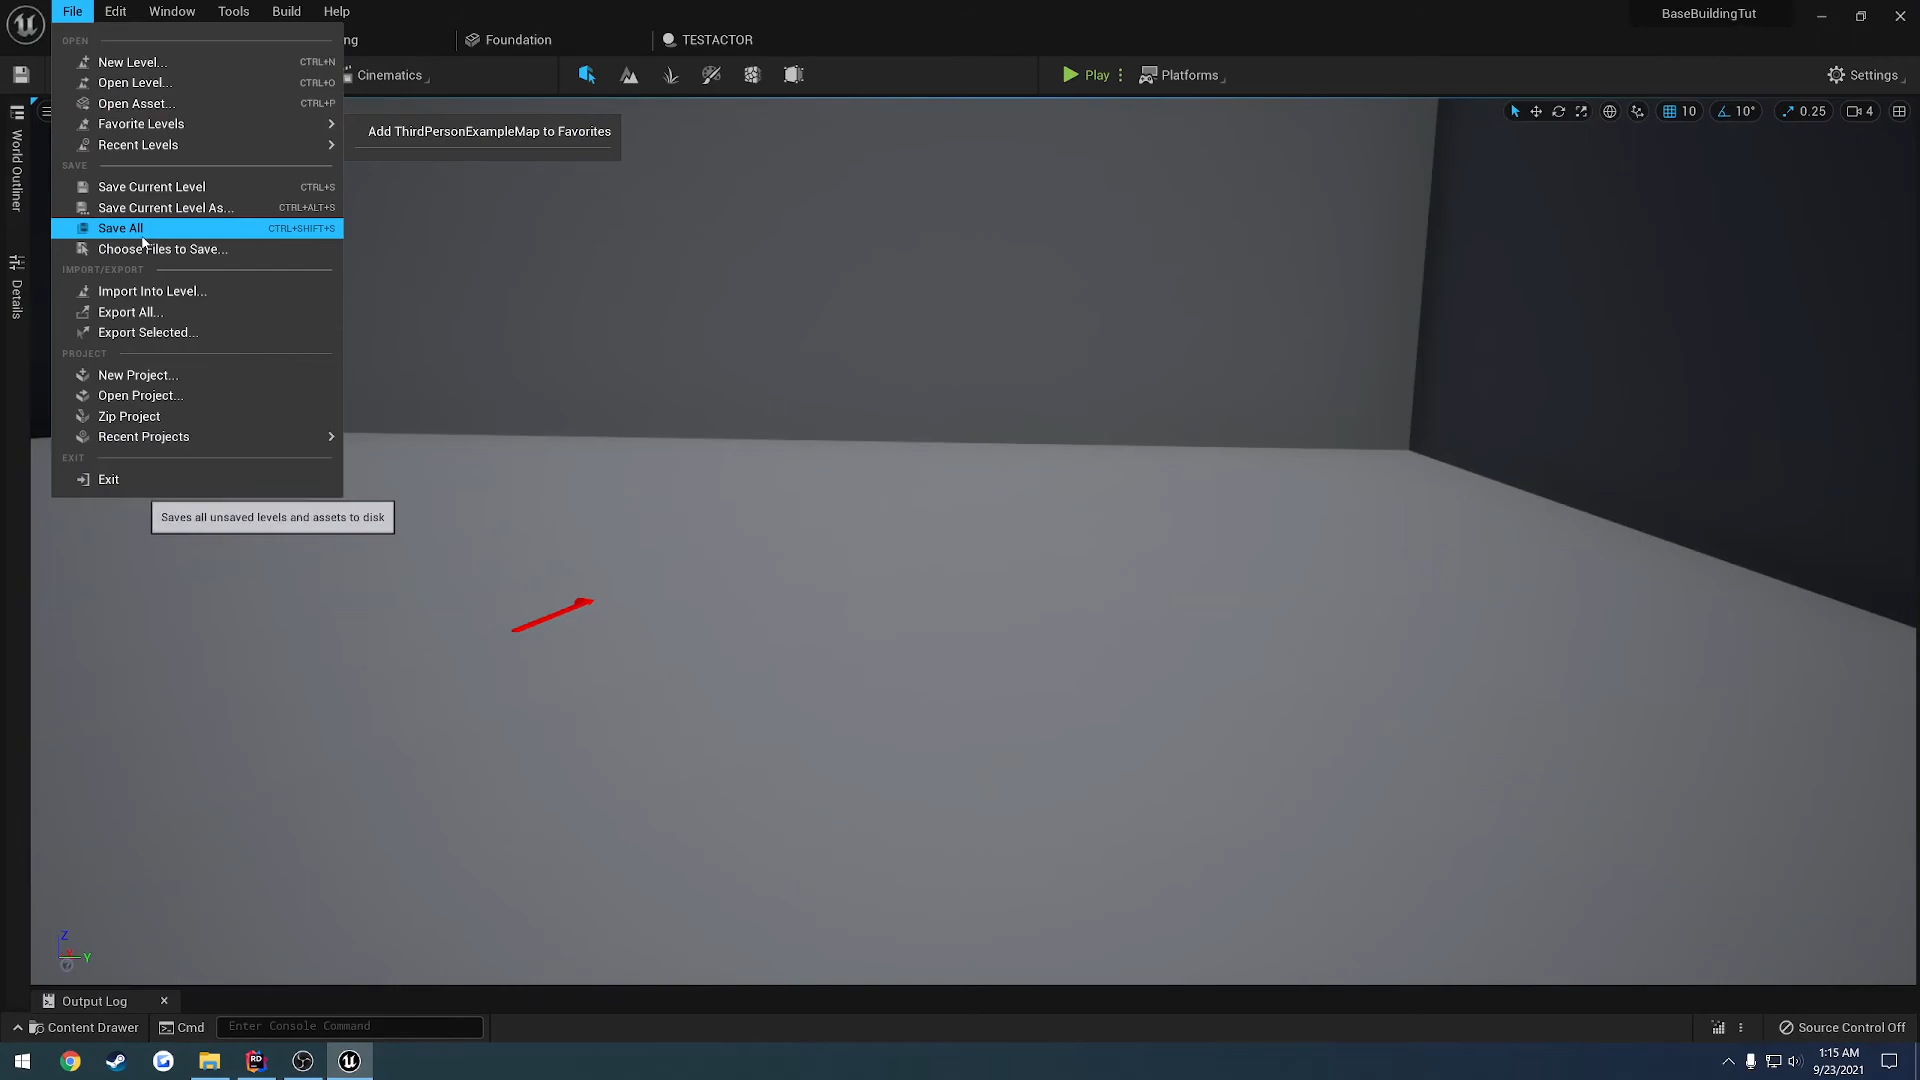 File Edit Window Tools Build Help
BaseBuildingTut
ng
Foundation
TESTACTOR
Cinematics
Play
Platforms
Settings
World Outliner
Details
10
10°
0.25
4
OPEN
New Level... CTRL+N
Open Level... CTRL+O
Open Asset... CTRL+P
Favorite Levels
Recent Levels
Add ThirdPersonExampleMap to Favorites
SAVE
Save Current Level CTRL+S
Save Current Level As... CTRL+ALT+S
Save All CTRL+SHIFT+S
Choose Files to Save...
IMPORT/EXPORT
Import Into Level...
Export All...
Export Selected...
PROJECT
New Project...
Open Project...
Zip Project
Recent Projects
EXIT
Exit
Saves all unsaved levels and assets to disk
Z
Y
Output Log
Content Drawer
Cmd
Enter Console Command
Source Control Off
RD
1:15 AM
9/23/2021